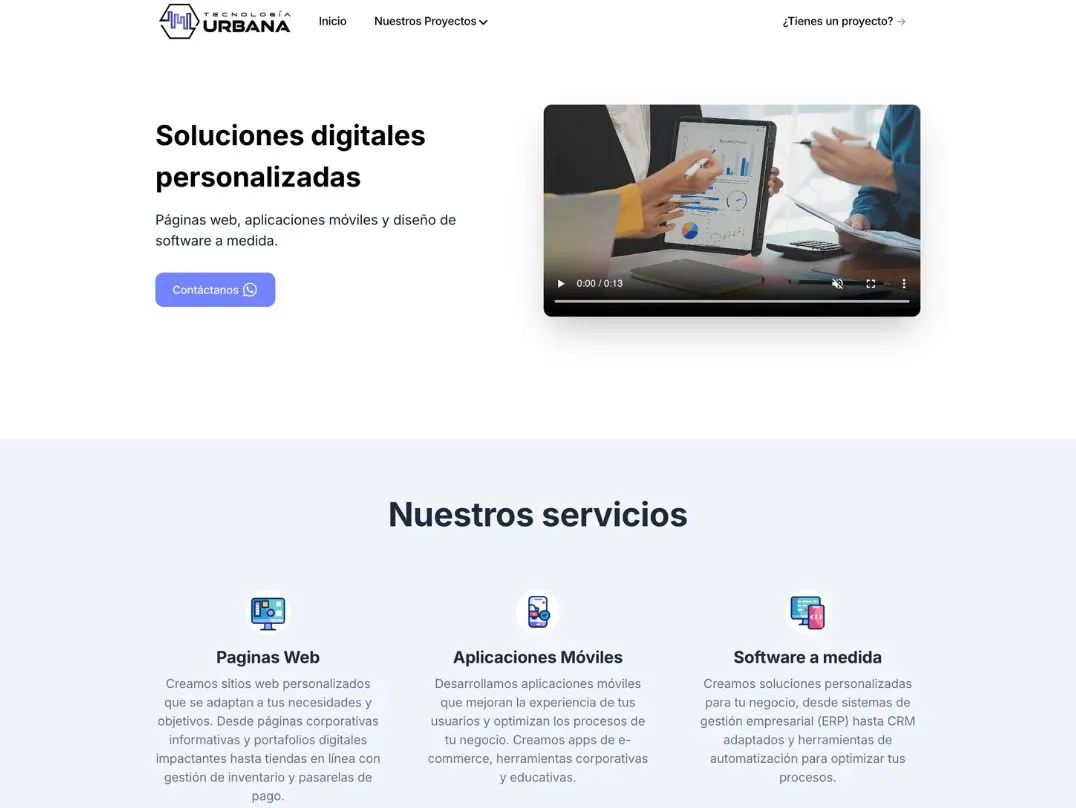 TECNOLOGÍA
URBANA
Inicio
Nuestros Proyectos
¿Tienes un proyecto? →
Soluciones digitales
personalizadas
Páginas web, aplicaciones móviles y diseño de
software a medida.
Contáctanos
0:00 / 0:13
Nuestros servicios
Paginas Web
Creamos sitios web personalizados
que se adaptan a tus necesidades y
objetivos. Desde páginas corporativas
informativas y portafolios digitales
impactantes hasta tiendas en línea con
gestión de inventario y pasarelas de
pago.
Aplicaciones Móviles
Desarrollamos aplicaciones móviles
que mejoran la experiencia de tus
usuarios y optimizan los procesos de
tu negocio. Creamos apps de e-
commerce, herramientas corporativas
y educativas.
Software a medida
Creamos soluciones personalizadas
para tu negocio, desde sistemas de
gestión empresarial (ERP) hasta CRM
adaptados y herramientas de
automatización para optimizar tus
procesos.